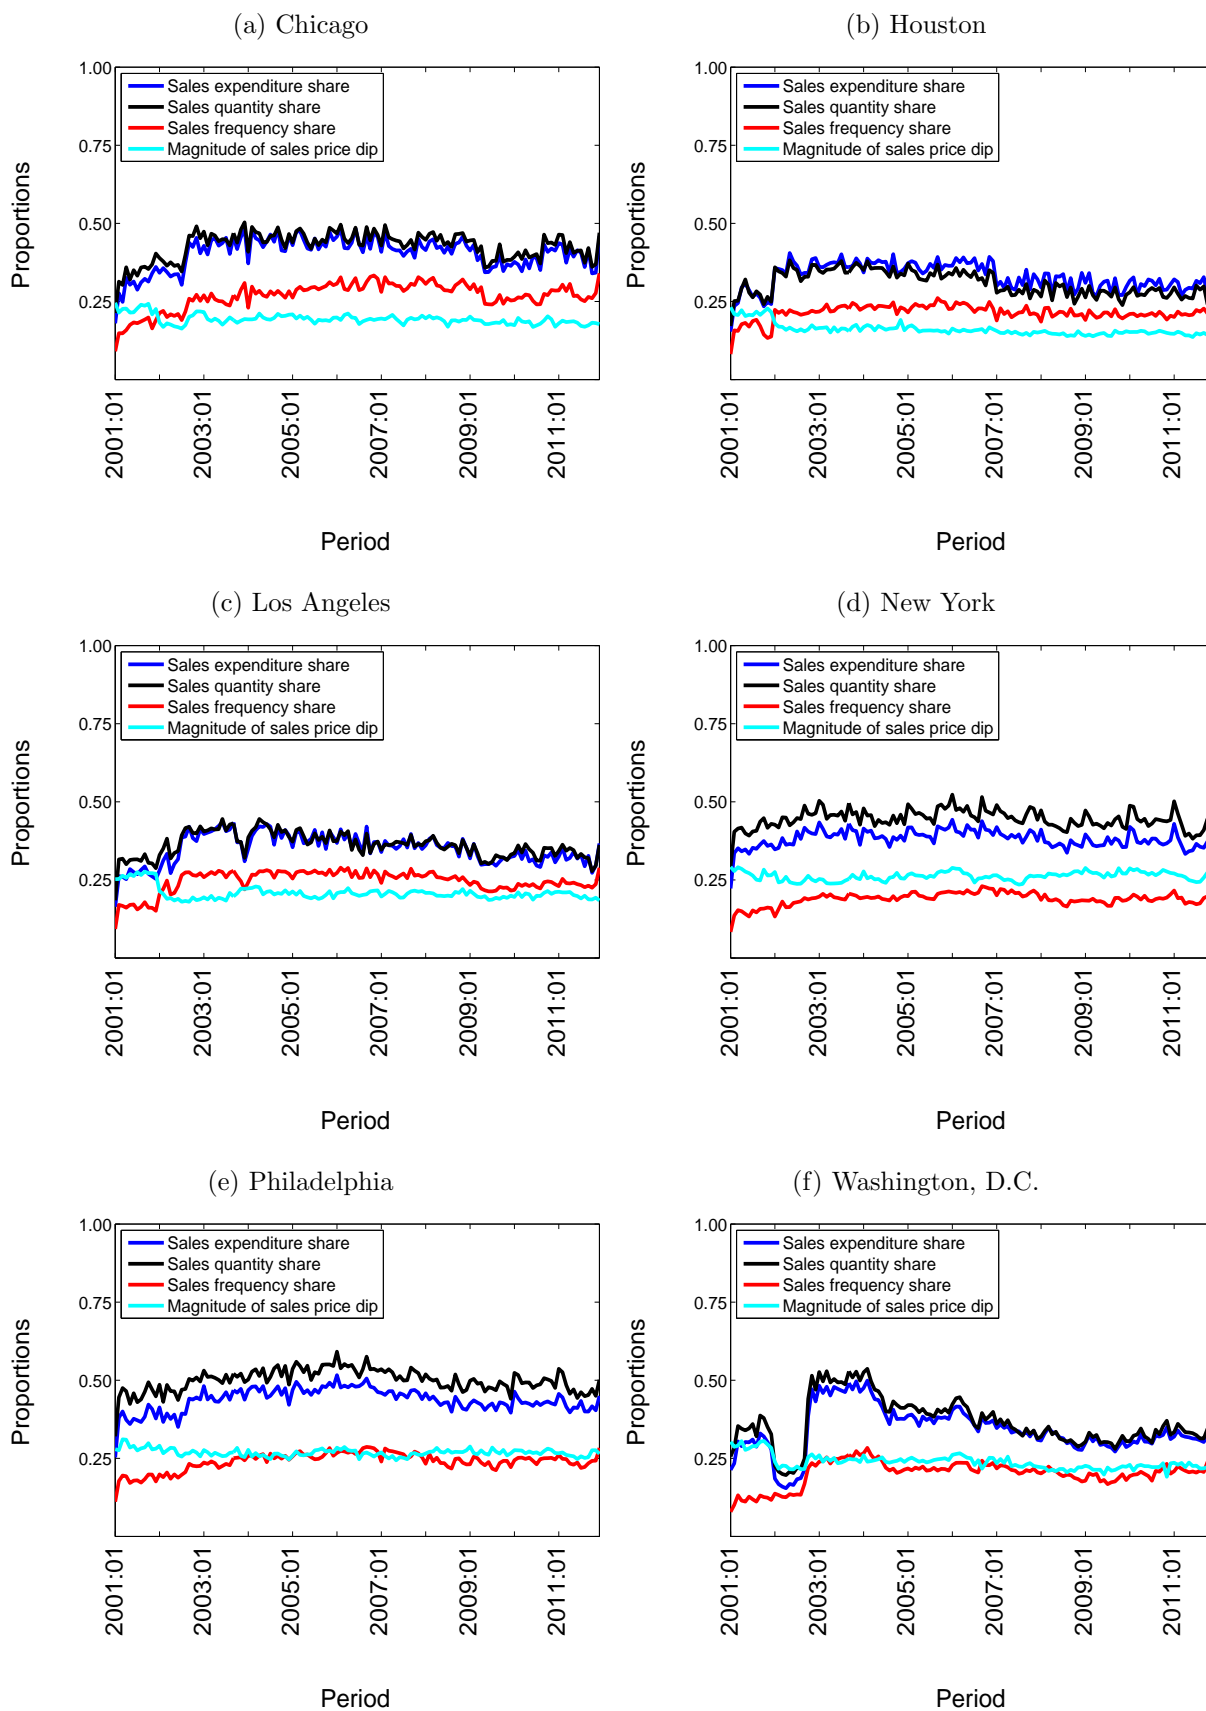 (a) Chicago
1.00
0.75
0.50
0.25
Proportions
Sales expenditure share
Sales quantity share
Sales frequency share
Magnitude of sales price dip
2001:01
2003:01
2005:01
2007:01
2009:01
2011:01
Period
(b) Houston
1.00
0.75
0.50
0.25
Proportions
Sales expenditure share
Sales quantity share
Sales frequency share
Magnitude of sales price dip
2001:01
2003:01
2005:01
2007:01
2009:01
2011:01
Period
(c) Los Angeles
1.00
0.75
0.50
0.25
Proportions
Sales expenditure share
Sales quantity share
Sales frequency share
Magnitude of sales price dip
2001:01
2003:01
2005:01
2007:01
2009:01
2011:01
Period
(d) New York
1.00
0.75
0.50
0.25
Proportions
Sales expenditure share
Sales quantity share
Sales frequency share
Magnitude of sales price dip
2001:01
2003:01
2005:01
2007:01
2009:01
2011:01
Period
(e) Philadelphia
1.00
0.75
0.50
0.25
Proportions
Sales expenditure share
Sales quantity share
Sales frequency share
Magnitude of sales price dip
2001:01
2003:01
2005:01
2007:01
2009:01
2011:01
Period
(f) Washington, D.C.
1.00
0.75
0.50
0.25
Proportions
Sales expenditure share
Sales quantity share
Sales frequency share
Magnitude of sales price dip
2001:01
2003:01
2005:01
2007:01
2009:01
2011:01
Period